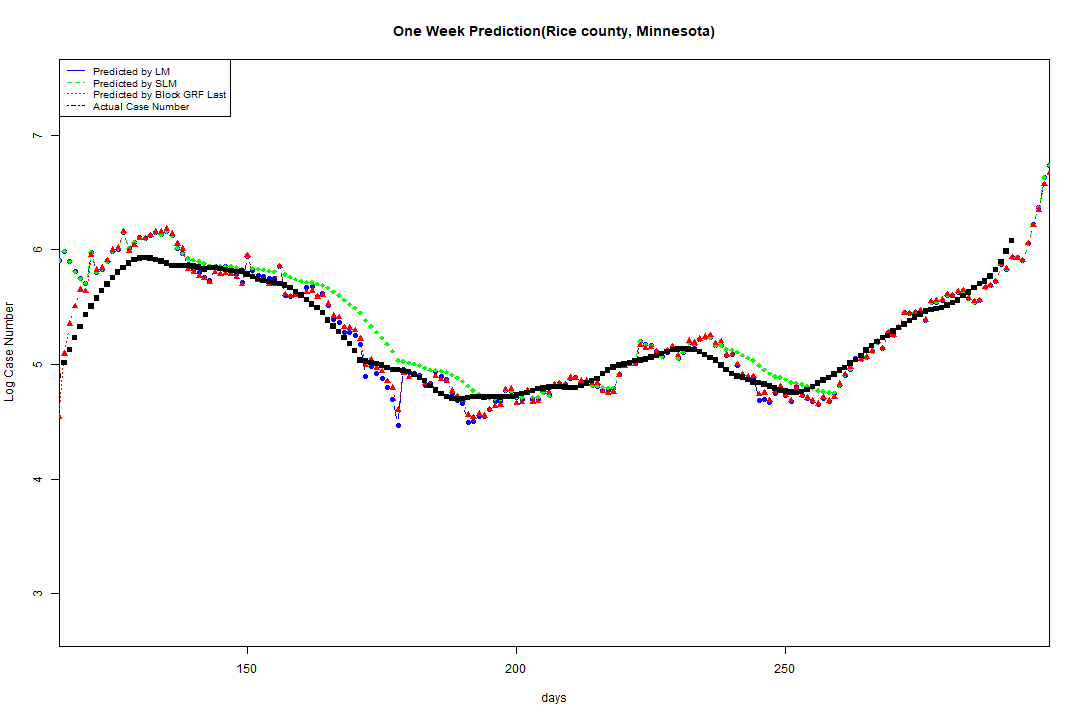 One Week Prediction(Rice county, Minnesota)
Predicted by LM
Predicted by SLM
Predicted by Block GRF Last
Actual Case Number
7
6
5
4
3
Log Case Number
150 200 250
days